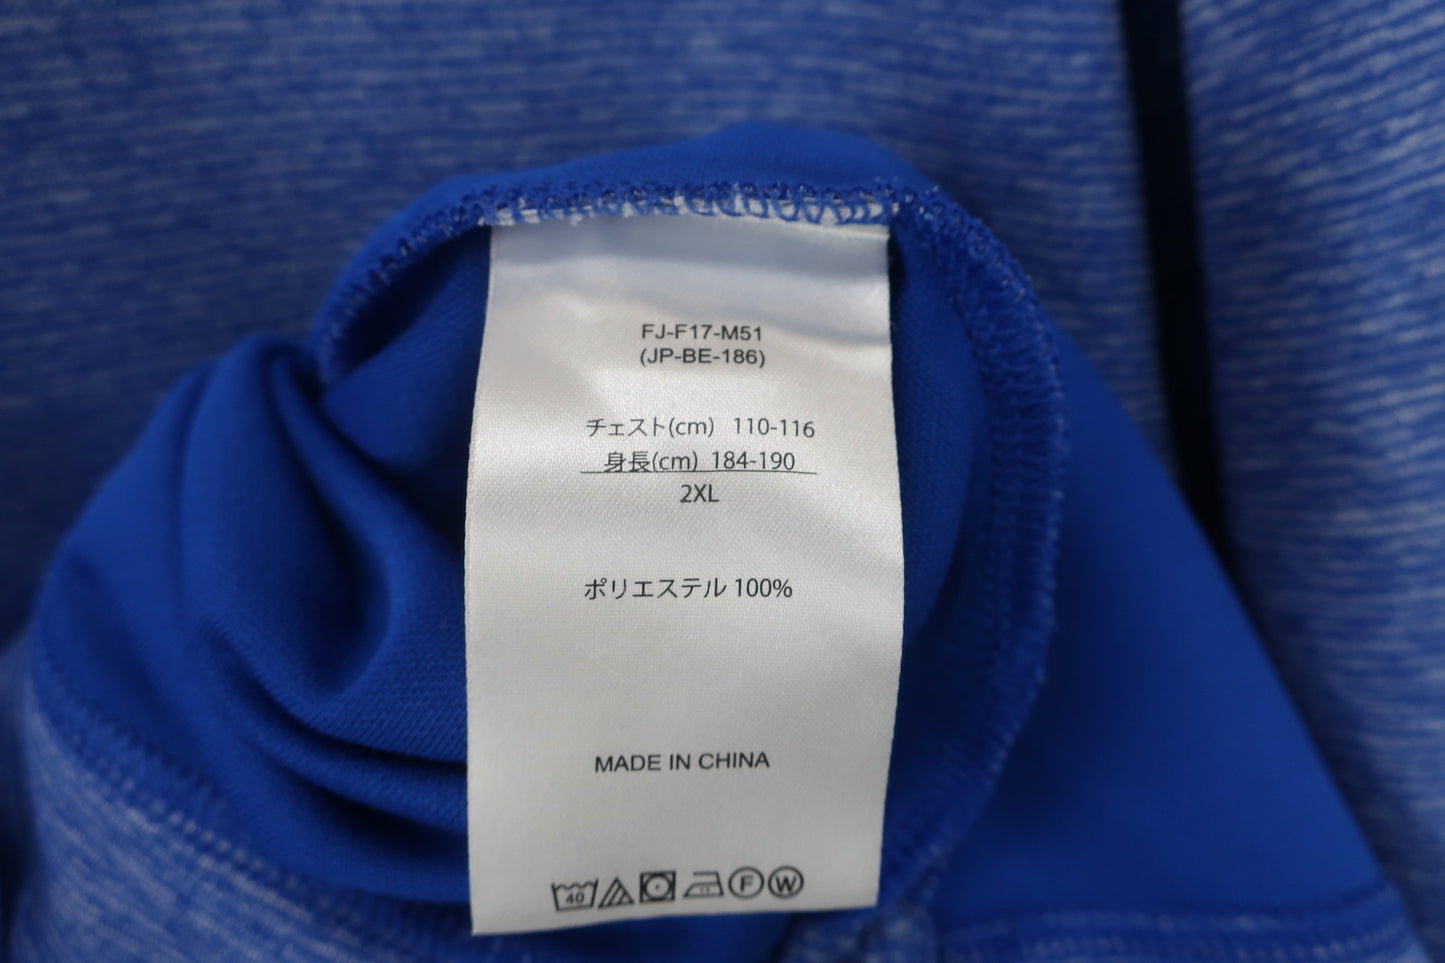 FJ-F17-M51
(JP-BE-186)
チェスト(cm) 110-116
身長(cm) 184-190
2XL
ポリエステル 100%
MADE IN CHINA
40 F W